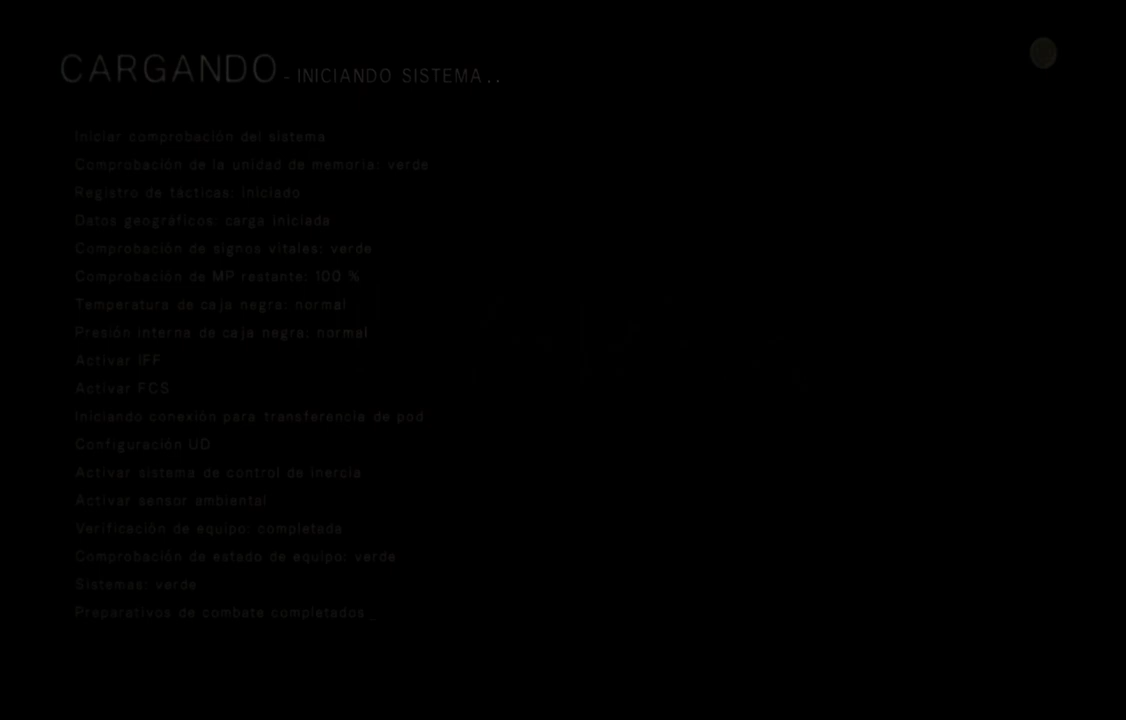 CARGANDO - INICIANDO SISTEMA..
Iniciar comprobación del sistema
Comprobación de la unidad de memoria: verde
Registro de tácticas: iniciado
Datos geográficos: carga iniciada
Comprobación de signos vitales: verde
Comprobación de MP restante: 100 %
Temperatura de caja negra: normal
Presión interna de caja negra: normal
Activar IFF
Activar FCS
Iniciando conexión para transferencia de pod
Configuración UD
Activar sistema de control de inercia
Activar sensor ambiental
Verificación de equipo: completada
Comprobación de estado de equipo: verde
Sistemas: verde
Preparativos de combate completados_